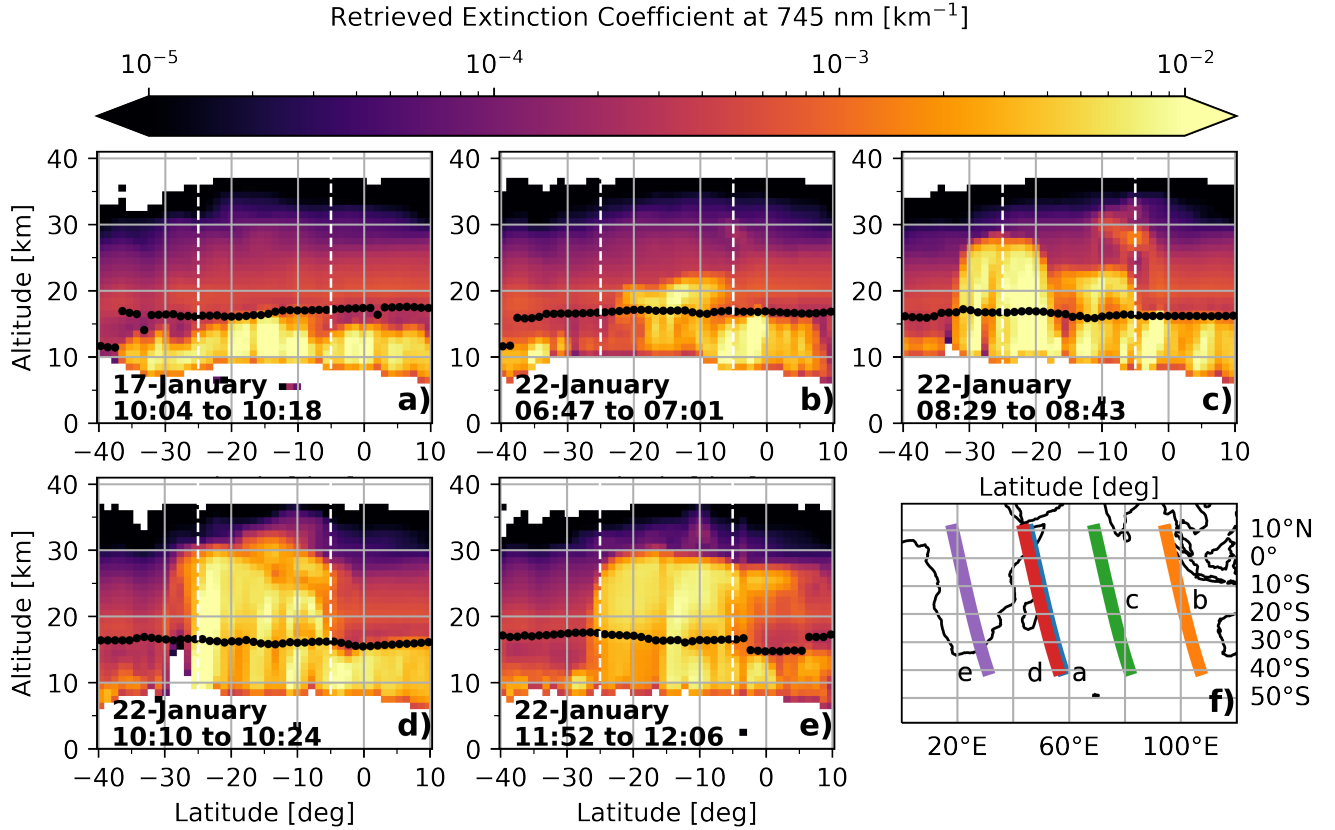 Retrieved Extinction Coefficient at 745 nm [km⁻¹]
10⁻⁵ 10⁻⁴ 10⁻³ 10⁻²
Altitude [km]
40
30
20
10
0
17-January
10:04 to 10:18
a)
−40 −30 −20 −10 0 10
40
30
20
10
0
22-January
06:47 to 07:01
b)
−40 −30 −20 −10 0 10
40
30
20
10
0
22-January
08:29 to 08:43
c)
−40 −30 −20 −10 0 10
Latitude [deg]
Altitude [km]
40
30
20
10
0
22-January
10:10 to 10:24
d)
−40 −30 −20 −10 0 10
Latitude [deg]
40
30
20
10
0
22-January
11:52 to 12:06
e)
−40 −30 −20 −10 0 10
Latitude [deg]
10°N
0°
10°S
20°S
30°S
40°S
50°S
c b
e d a
f)
20°E 60°E 100°E